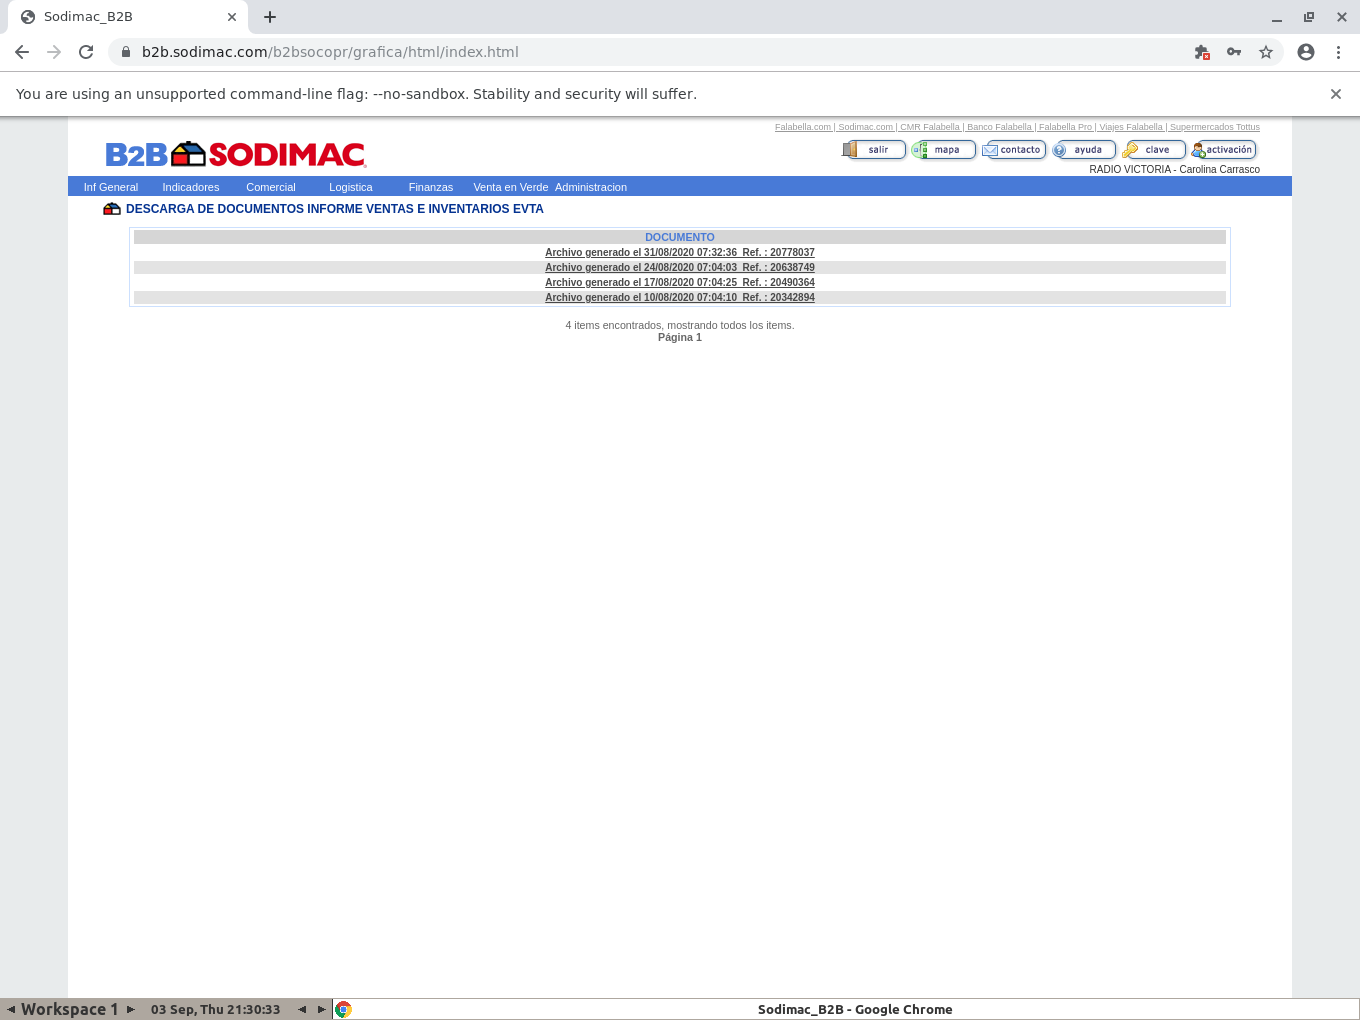 Sodimac_B2B
b2b.sodimac.com/b2bsocopr/grafica/html/index.html
You are using an unsupported command-line flag: --no-sandbox. Stability and security will suffer.
Falabella.com | Sodimac.com | CMR Falabella | Banco Falabella | Falabella Pro | Viajes Falabella | Supermercados Tottus
B2B SODIMAC
salir mapa contacto ayuda clave activación
RADIO VICTORIA - Carolina Carrasco
Inf General Indicadores Comercial Logistica Finanzas Venta en Verde Administracion
DESCARGA DE DOCUMENTOS INFORME VENTAS E INVENTARIOS EVTA
DOCUMENTO
Archivo generado el 31/08/2020 07:32:36 Ref. : 20778037
Archivo generado el 24/08/2020 07:04:03 Ref. : 20638749
Archivo generado el 17/08/2020 07:04:25 Ref. : 20490364
Archivo generado el 10/08/2020 07:04:10 Ref. : 20342894
4 items encontrados, mostrando todos los items.
Página 1
Workspace 1 03 Sep, Thu 21:30:33 Sodimac_B2B - Google Chrome